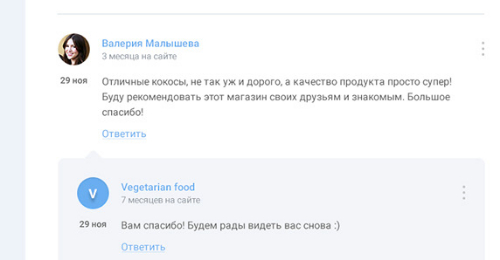 Валерия Малышева
3 месяца на сайте
29 ноя
Отличные кокосы, не так уж и дорого, а качество продукта просто супер!
Буду рекомендовать этот магазин своих друзьям и знакомым. Большое
спасибо!
Ответить
V
Vegetarian food
7 месяцев на сайте
29 ноя
Вам спасибо! Будем рады видеть вас снова :)
Ответить